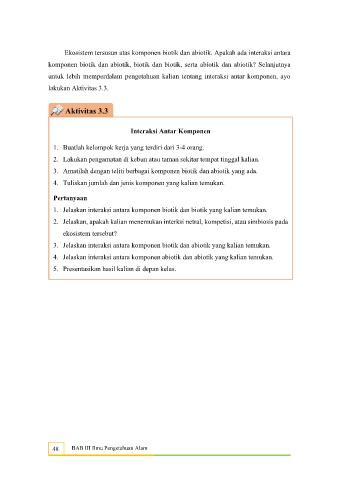 Ekosistem tersusun atas komponen biotik dan abiotik. Apakah ada interaksi antara
komponen biotik dan abiotik, biotik dan biotik, serta abiotik dan abiotik? Selanjutnya
untuk lebih memperdalam pengetahuan kalian tentang interaksi antar komponen, ayo
lakukan Aktivitas 3.3.
Aktivitas 3.3
Interaksi Antar Komponen
1. Buatlah kelompok kerja yang terdiri dari 3-4 orang.
2. Lakukan pengamatan di kebun atau taman sekitar tempat tinggal kalian.
3. Amatilah dengan teliti berbagai komponen biotik dan abiotik yang ada.
4. Tuliskan jumlah dan jenis komponen yang kalian temukan.
Pertanyaan
1. Jelaskan interaksi antara komponen biotik dan biotik yang kalian temukan.
2. Jelaskan, apakah kalian menemukan interksi netral, kompetisi, atau simbiosis pada
ekosistem tersebut?
3. Jelaskan interaksi antara komponen biotik dan abiotik yang kalian temukan.
4. Jelaskan interaksi antara komponen abiotik dan abiotik yang kalian temukan.
5. Presentasikan hasil kalian di depan kelas.
48 BAB III Ilmu Pengetahuan Alam